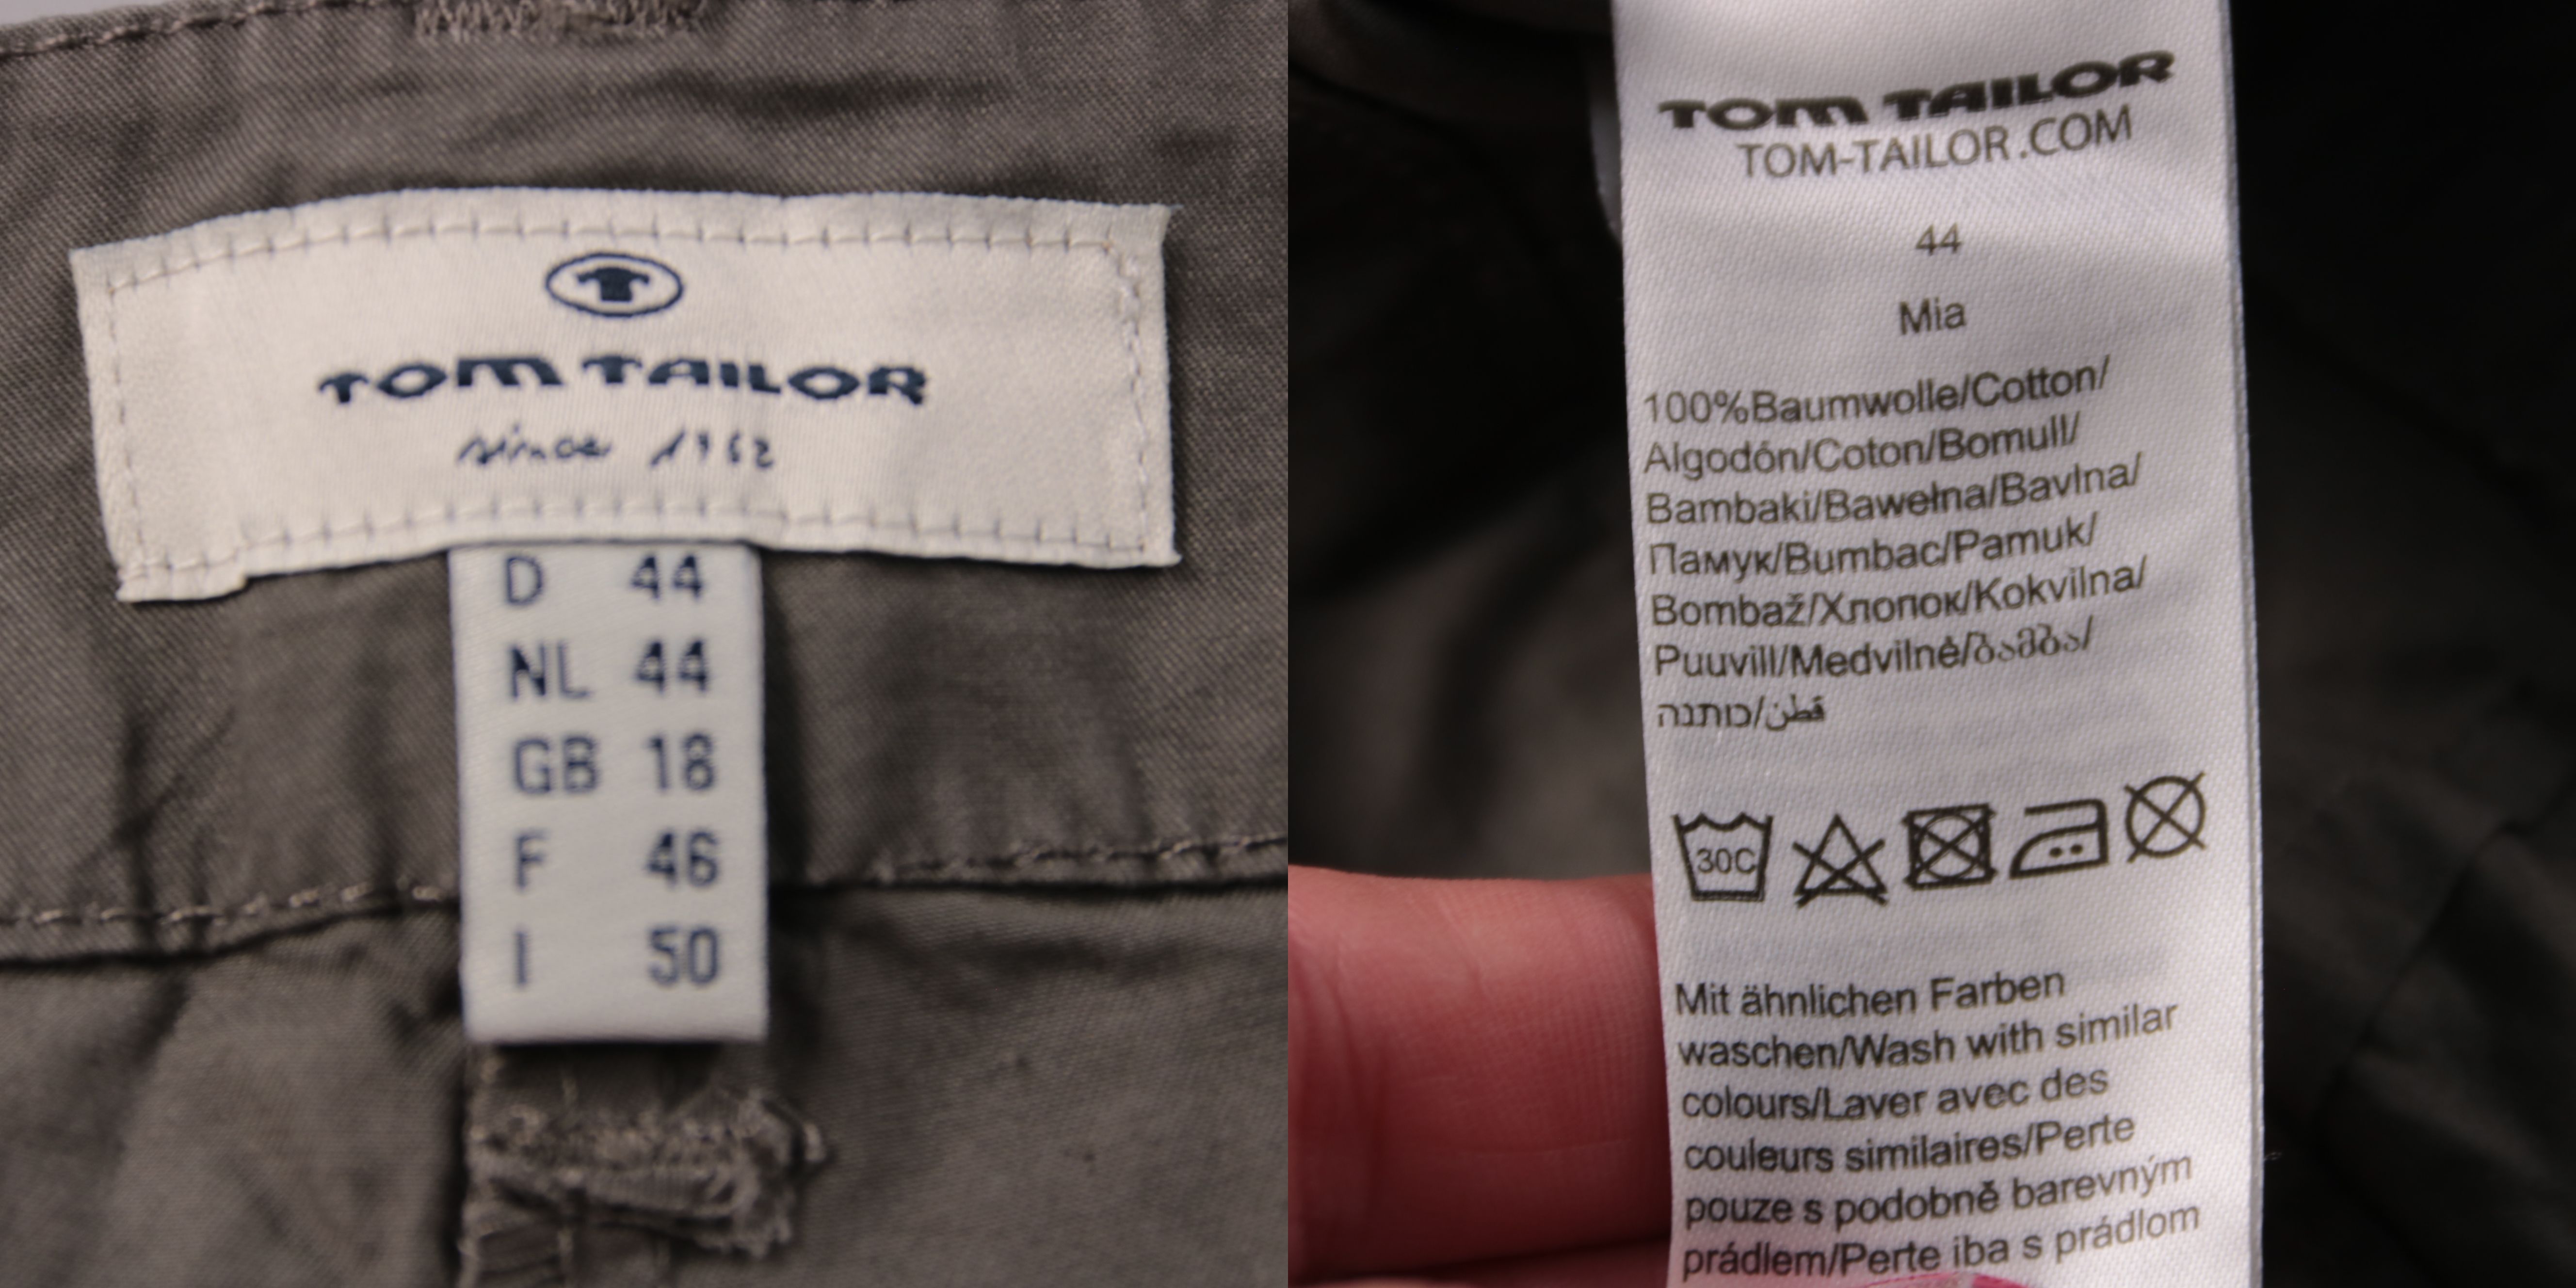 TOM TAILOR
since 1962
D 44
NL 44
GB 18
F 46
I 50
TOM TAILOR
TOM-TAILOR.COM
44
Mia
100%Baumwolle/Cotton/
Algodón/Coton/Bomull/
Bambaki/Bawełna/Bavlna/
Памук/Bumbac/Pamuk/
Bombaž/Хлопок/Kokvilna/
Puuvill/Medvilnė/ბამბა/
קטן/כותנה
30C
Mit ähnlichen Farben
waschen/Wash with similar
colours/Laver avec des
couleurs similaires/Perte
pouze s podobně barevným
prádlem/Perte iba s prádlom